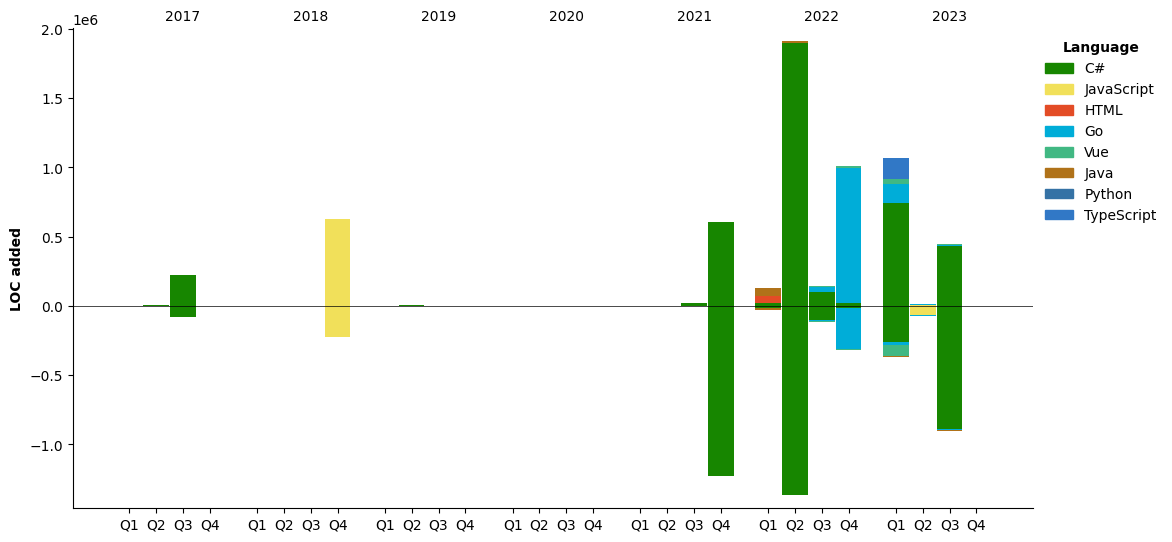 1e6
2017 2018 2019 2020 2021 2022 2023
2.0
1.5
1.0
0.5
0.0
−0.5
−1.0
LOC added
Q1 Q2 Q3 Q4 Q1 Q2 Q3 Q4 Q1 Q2 Q3 Q4 Q1 Q2 Q3 Q4 Q1 Q2 Q3 Q4 Q1 Q2 Q3 Q4 Q1 Q2 Q3 Q4
Language
C#
JavaScript
HTML
Go
Vue
Java
Python
TypeScript